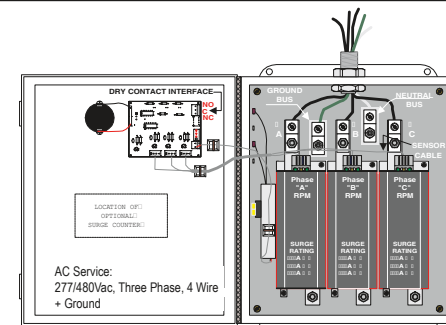 DRY CONTACT INTERFACE
NO
C
NC
GROUND
BUS
NEUTRAL
BUS
A
B
C
SENSOR
CABLE
LOCATION OF
OPTIONAL
SURGE COUNTER
Phase
"A"
RPM
Phase
"B"
RPM
Phase
"C"
RPM
SURGE
RATING
SURGE
RATING
SURGE
RATING
AC Service:
277/480Vac, Three Phase, 4 Wire
+ Ground